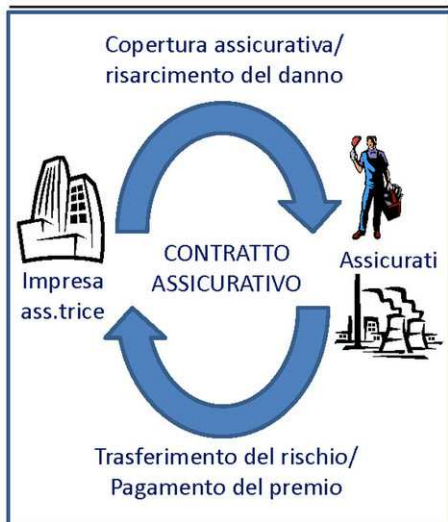 Copertura assicurativa/
risarcimento del danno
CONTRATTO
ASSICURATIVO
Impresa
ass.trice
Assicurati
Trasferimento del rischio/
Pagamento del premio